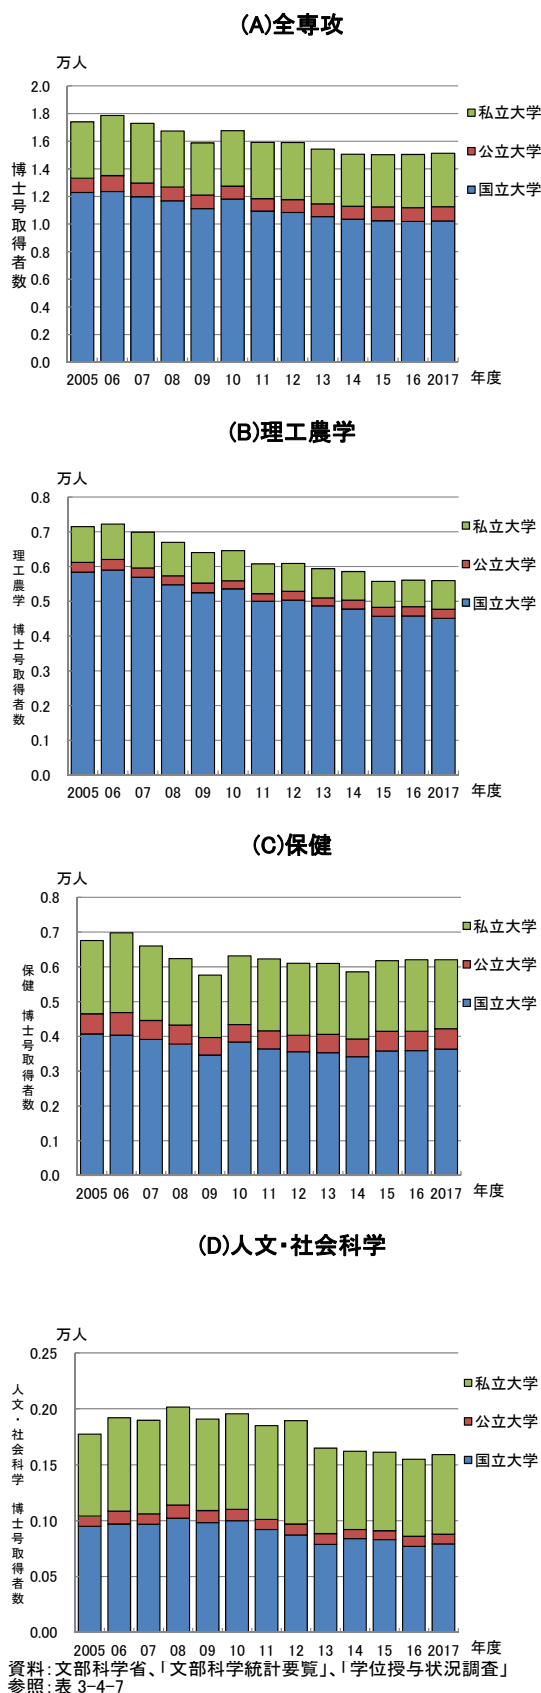 (A)全専攻
万人
2.0
1.8
1.6
1.4
1.2
1.0
0.8
0.6
0.4
0.2
0.0
博士号取得者数
私立大学
公立大学
国立大学
2005 06 07 08 09 10 11 12 13 14 15 16 2017 年度
(B)理工農学
万人
0.8
0.7
0.6
0.5
0.4
0.3
0.2
0.1
0.0
理工農学 博士号取得者数
私立大学
公立大学
国立大学
2005 06 07 08 09 10 11 12 13 14 15 16 2017 年度
(C)保健
万人
0.8
0.7
0.6
0.5
0.4
0.3
0.2
0.1
0.0
保健 博士号取得者数
私立大学
公立大学
国立大学
2005 06 07 08 09 10 11 12 13 14 15 16 2017 年度
(D)人文・社会科学
万人
0.25
0.20
0.15
0.10
0.05
0.00
人文・社会科学 博士号取得者数
私立大学
公立大学
国立大学
2005 06 07 08 09 10 11 12 13 14 15 16 2017 年度
資料:文部科学省、「文部科学統計要覧」、「学位授与状況調査」
参照:表 3-4-7